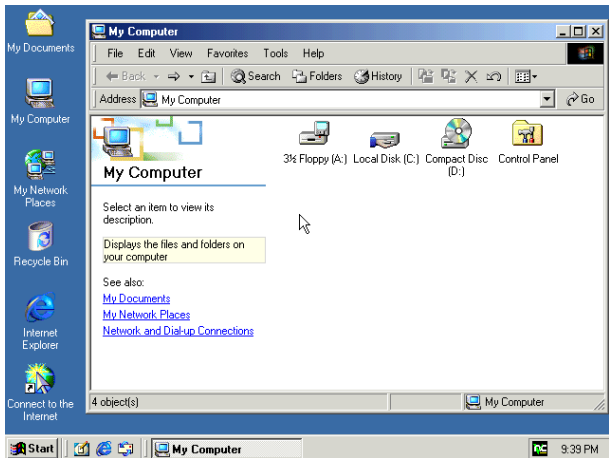 My Documents
My Computer
My Network
Places
Recycle Bin
Internet
Explorer
Connect to the
Internet
My Computer
File Edit View Favorites Tools Help
Back Search Folders History
Address My Computer Go
My Computer
Select an item to view its
description.
Displays the files and folders on
your computer
See also:
My Documents
My Network Places
Network and Dial-up Connections
3½ Floppy (A:) Local Disk (C:) Compact Disc
(D:)
Control Panel
4 object(s) My Computer
Start My Computer 9:39 PM